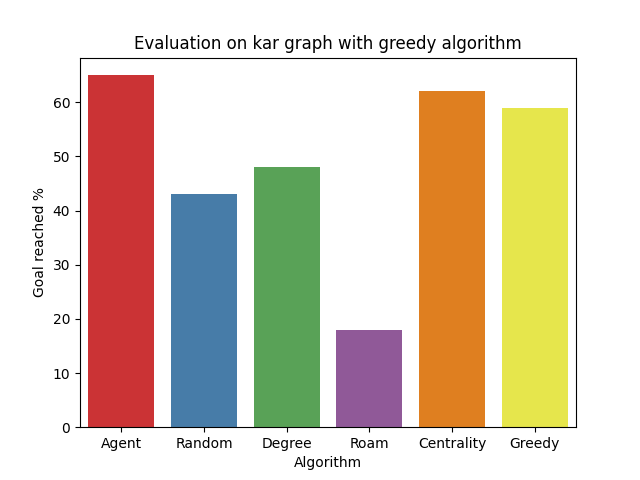 Evaluation on kar graph with greedy algorithm
60
50
40
30
20
10
0
Goal reached %
Agent Random Degree Roam Centrality Greedy
Algorithm